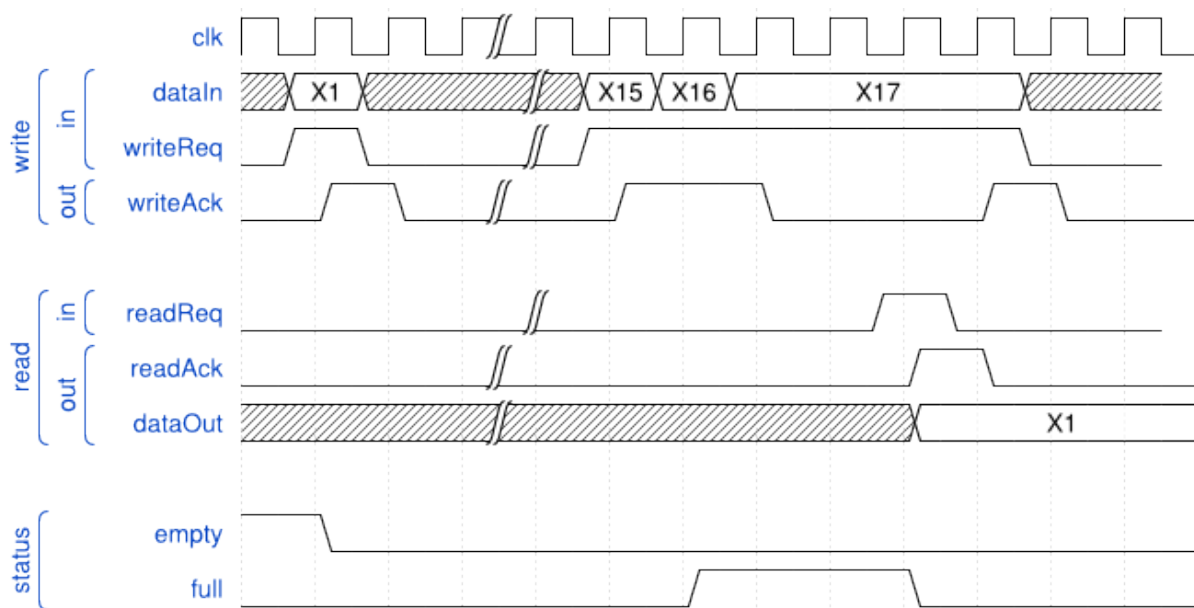 clk
write
in
dataIn
X1
X15
X16
X17
writeReq
out
writeAck
read
in
readReq
out
readAck
dataOut
X1
status
empty
full